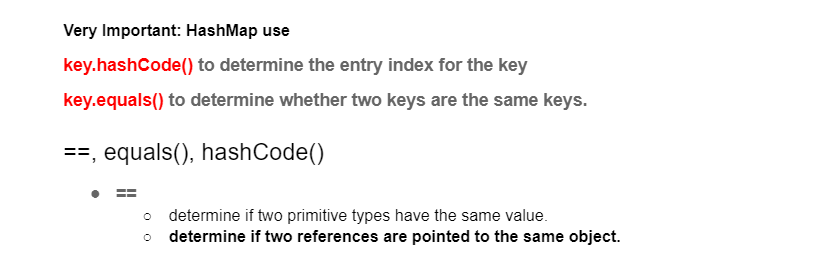 Very Important: HashMap use
key.hashCode() to determine the entry index for the key
key.equals() to determine whether two keys are the same keys.
==, equals(), hashCode()
● ==
○ determine if two primitive types have the same value.
○ determine if two references are pointed to the same object.